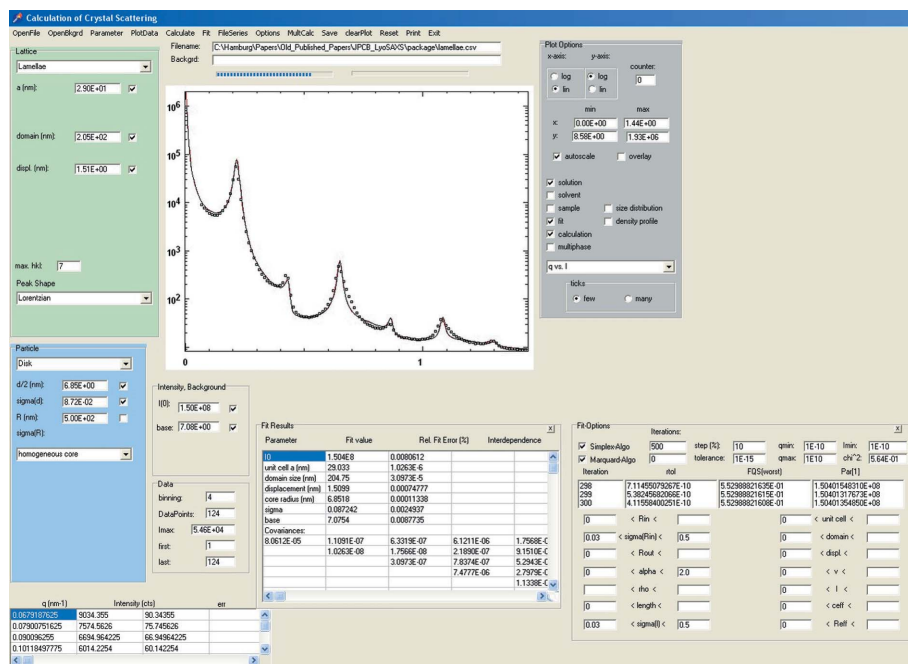 Calculation of Crystal Scattering
OpenFile OpenBkgrd Parameter PlotData Calculate Fit FileSeries Options MultCalc Save clearPlot Reset Print Exit
Filename: C:\Hamburg\Papers\Old_Published_Papers\JPCB_LyoSAXS\package\lamellae.csv
Backgrd:
Lattice
Lamellae
a (nm): 2.90E+01
domain (nm): 2.05E+02
displ. (nm): 1.51E+00
max. hkl: 7
Peak Shape
Lorentzian
10^6
10^5
10^4
10^3
10^2
0 1
Plot Options
x-axis: y-axis:
counter:
log log 0
lin lin
min max
x: 0.00E+00 1.44E+00
y: 8.58E+00 1.93E+06
autoscale overlay
solution
solvent
sample size distribution
fit density profile
calculation
multiphase
q vs. I
ticks
few many
Particle
Disk
d/2 (nm): 6.85E+00
sigma(d): 8.72E-02
R (nm): 5.00E+02
sigma(R):
homogeneous core
Intensity, Background
I(0): 1.50E+08
base: 7.08E+00
Data
binning: 4
DataPoints: 124
Imax: 5.46E+04
first: 1
last: 124
Fit Results x
Parameter Fit value Rel. Fit Error (%) Interdependence
I0 1.504E8 0.0080612
unit cell a (nm) 29.033 1.0263E-6
domain size (nm) 204.75 3.0973E-5
displacement (nm) 1.5099 0.00074777
core radius (nm) 6.8518 0.00011338
sigma 0.087242 0.0024937
base 7.0754 0.0087735
Covariances:
8.0612E-05 1.1091E-07 6.3319E-07 6.1211E-06 1.7568E-0
1.0263E-08 1.7566E-08 2.1890E-07 9.1510E-0
3.0973E-07 7.8374E-07 5.2943E-0
7.4777E-06 2.7979E-0
1.1338E-0
Fit-Options x
Iterations:
Simplex-Algo 500 step (%): 10 qmin: 1E-10 Imin: 1E-10
Marquard-Algo 0 tolerance: 1E-15 qmax: 1E10 chi^2: 5.64E-01
Iteration rtol FQS(worst) Par[1]
298 7.11455079267E-10 5.52988821635E-01 1.50401548310E+08
299 5.38245682066E-10 5.52988821615E-01 1.50401317673E+08
300 4.11558400251E-10 5.52988821608E-01 1.50401354850E+08
0 < Rin < 0 < unit cell <
0.03 < sigma(Rin) < 0.5 0 < domain <
0 < Rout < 0 < displ. <
0 < alpha < 2.0 0 < v <
< rho < 0 < I <
0 < length < 0 < ceff <
0.03 < sigma(l) < 0.5 0 < Reff <
q (nm-1) Intensity (cts) err
0.0679187625 9034.355 90.34355
0.07900751625 7574.5626 75.745626
0.090096255 6694.964225 66.94964225
0.10118497775 6014.2254 60.142254